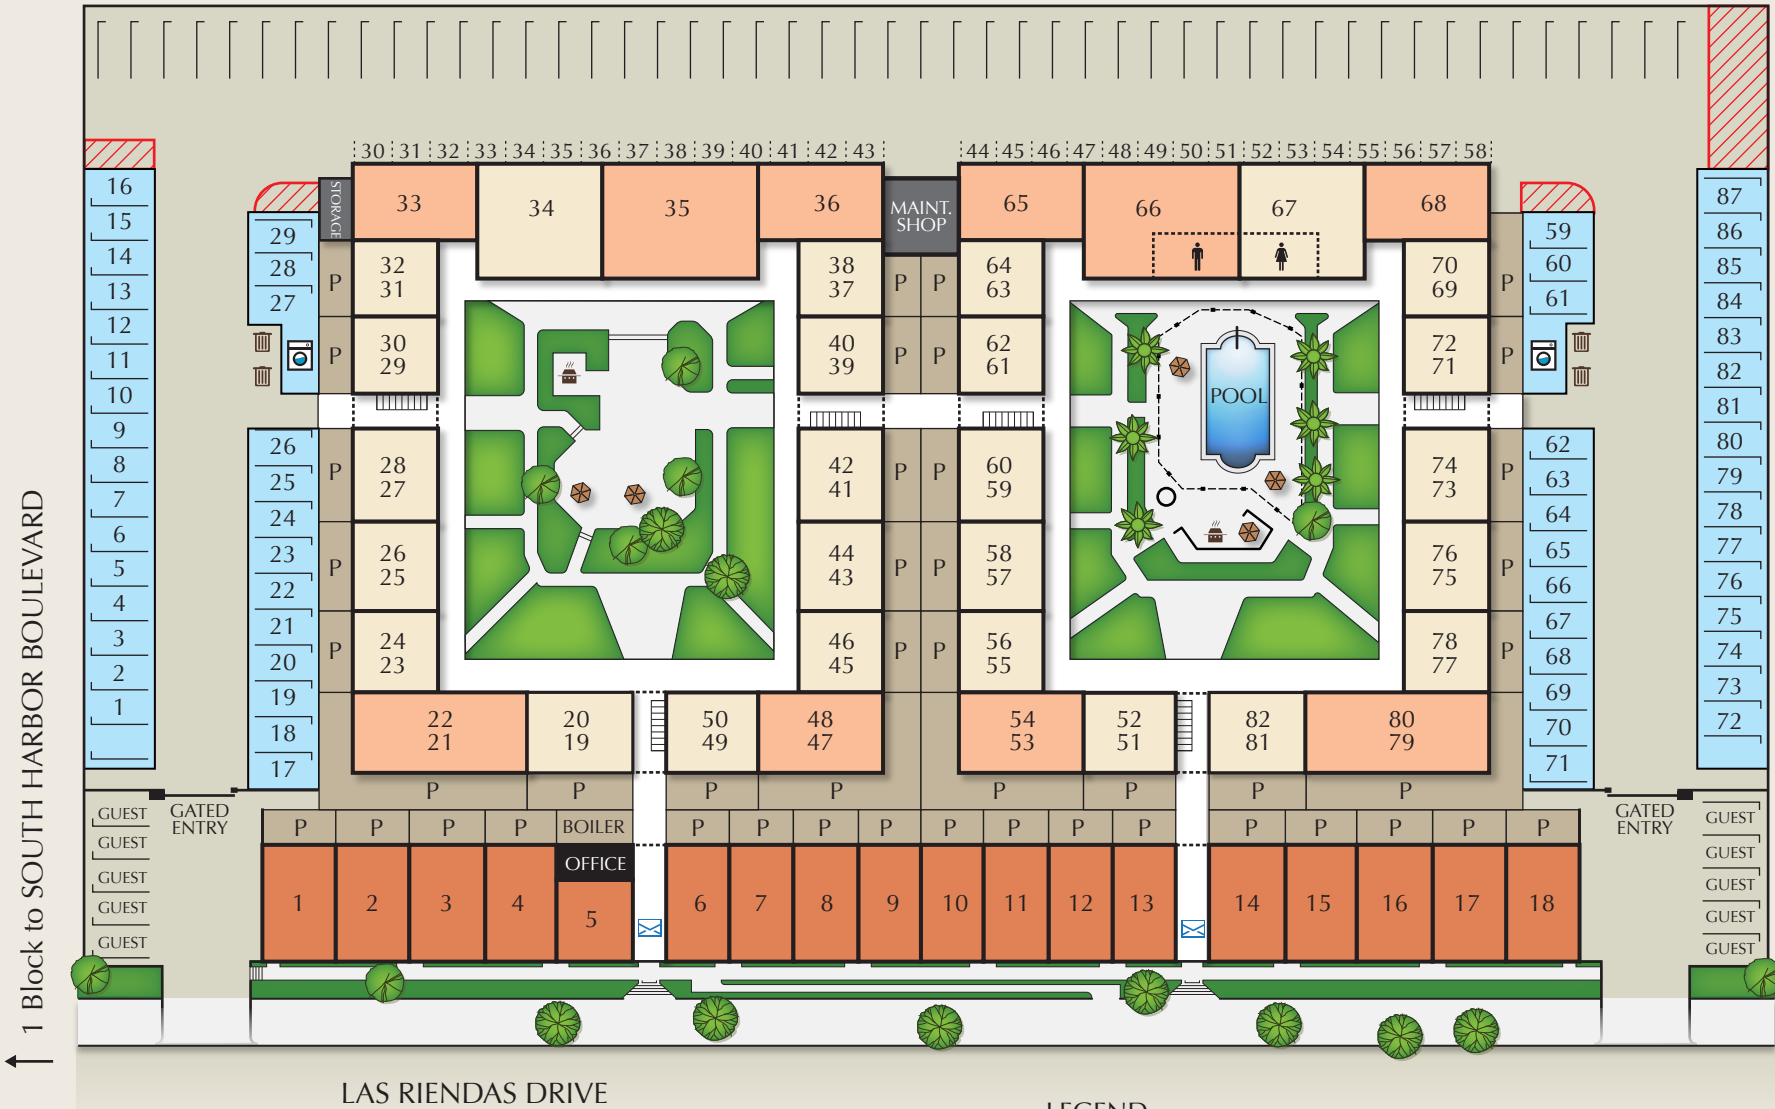 30 31 32 33 34 35 36 37 38 39 40 41 42 43
44 45 46 47 48 49 50 51 52 53 54 55 56 57 58
16
15
14
13
12
11
10
9
8
7
6
5
4
3
2
1
29
28
27
26
25
24
23
22
21
20
19
18
17
STORAGE
33
34
35
36
MAINT.
SHOP
65
66
67
68
P
32
31
38
37
P P
64
63
70
69
P
P
30
29
40
39
P P
62
61
72
71
P
POOL
P
28
27
42
41
P P
60
59
74
73
P
P
26
25
44
43
P P
58
57
76
75
P
P
24
23
46
45
P P
56
55
78
77
P
22
21
20
19
50
49
48
47
54
53
52
51
82
81
80
79
P P P P P P P P
59
60
61
62
63
64
65
66
67
68
69
70
71
87
86
85
84
83
82
81
80
79
78
77
76
75
74
73
72
GATED
ENTRY
GATED
ENTRY
GUEST
GUEST
GUEST
GUEST
GUEST
GUEST
GUEST
GUEST
GUEST
GUEST
P P P P BOILER P P P P P P P P P P P P P
OFFICE
1 2 3 4 5 6 7 8 9 10 11 12 13 14 15 16 17 18
1 Block to SOUTH HARBOR BOULEVARD
LAS RIENDAS DRIVE
LEGEND